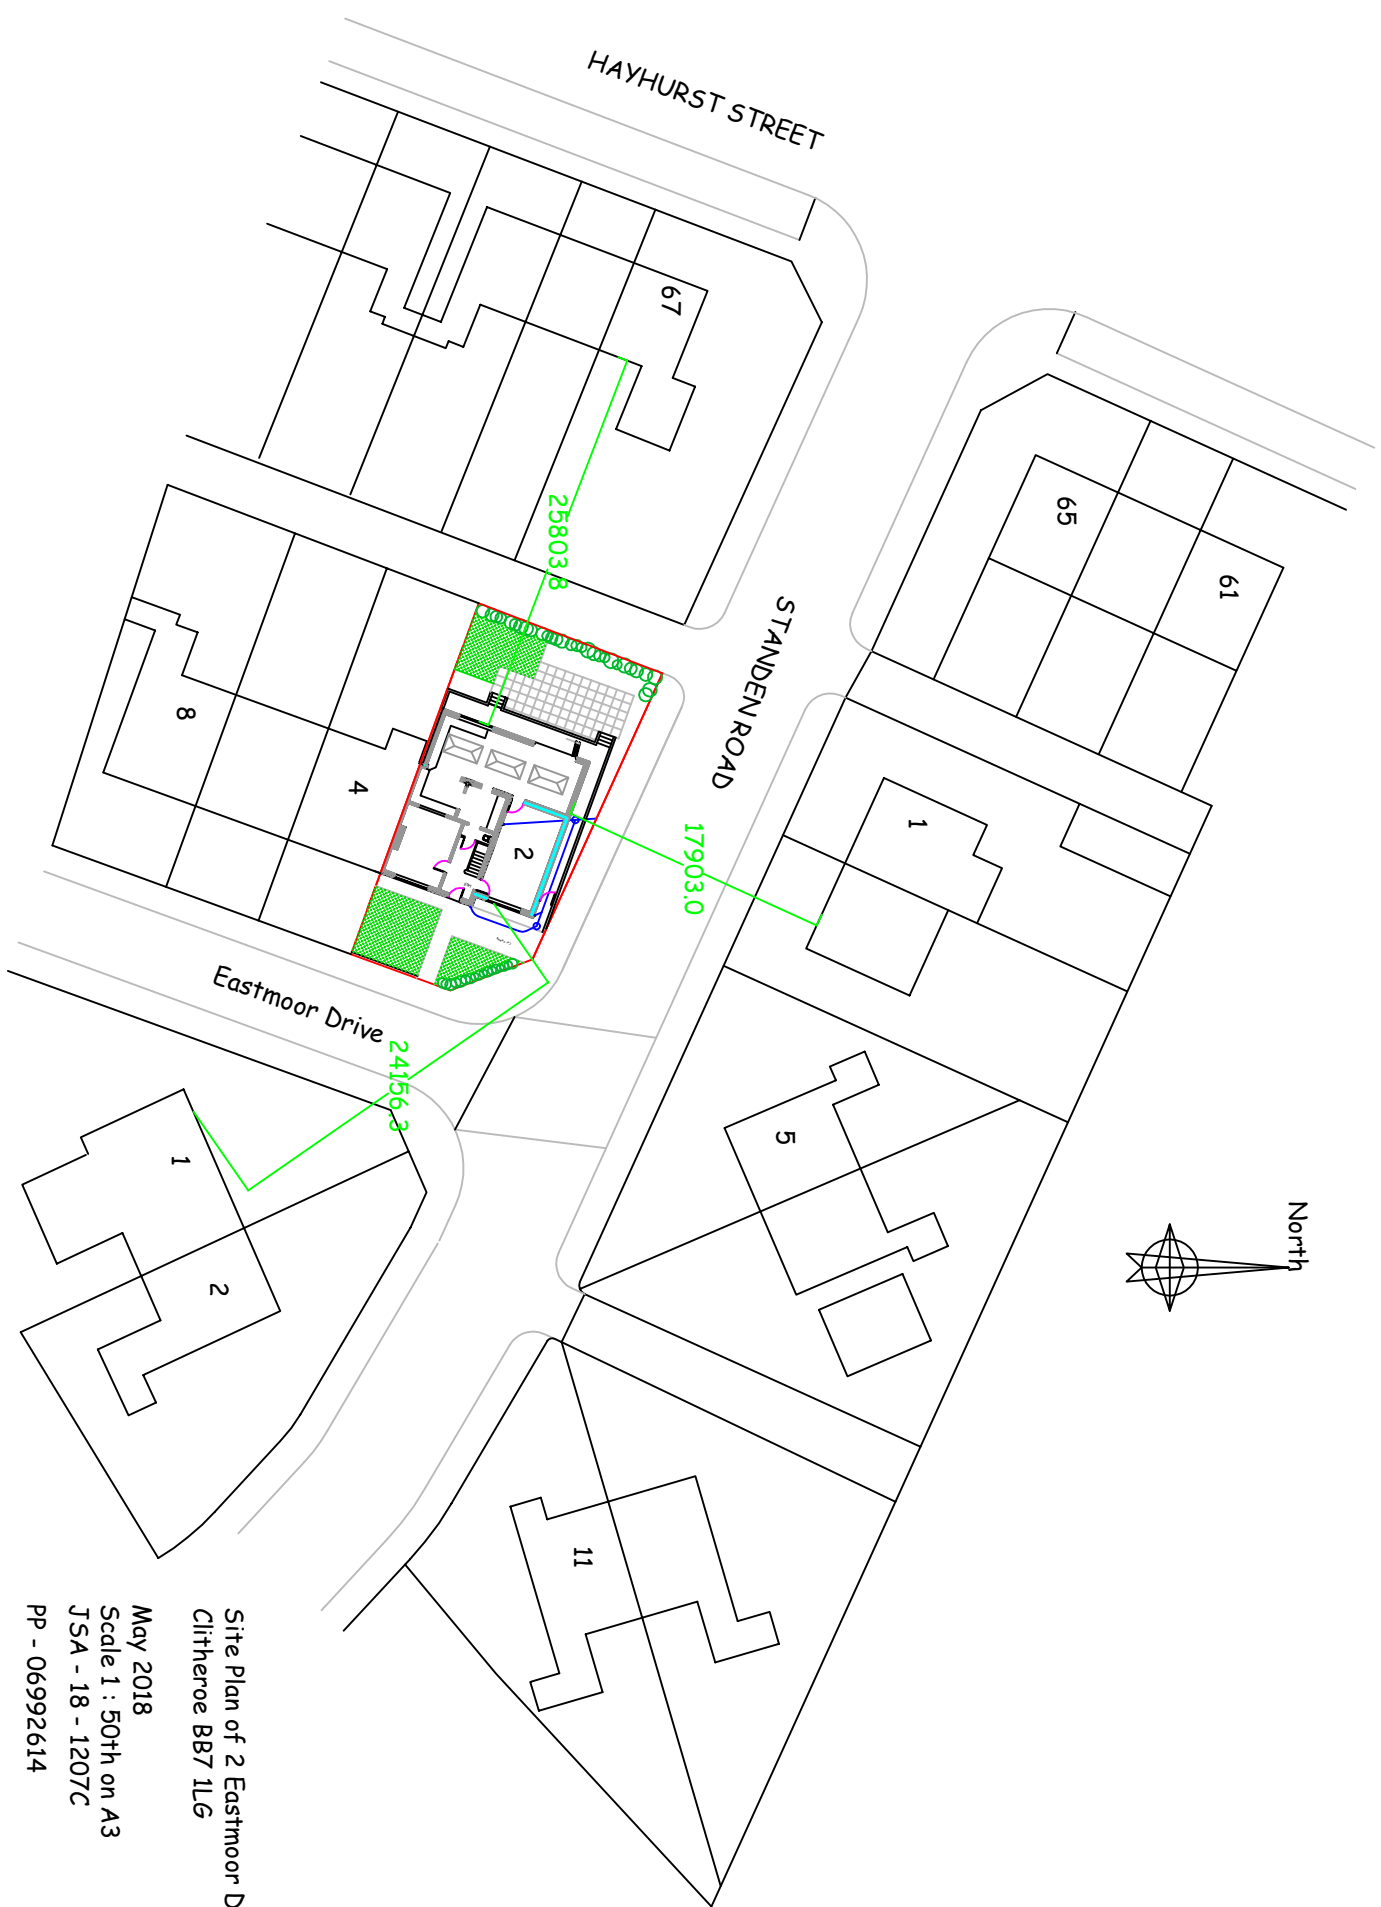 HAYHURST STREET
67
65
61
25803.8
STANDEN ROAD
8
4
2
17903.0
1
Eastmoor Drive
24156.3
5
North
1
2
11
Site Plan of 2 Eastmoor D
Clitheroe BB7 1LG
May 2018
Scale 1 : 50th on A3
JSA - 18 - 1207C
PP - 06992614